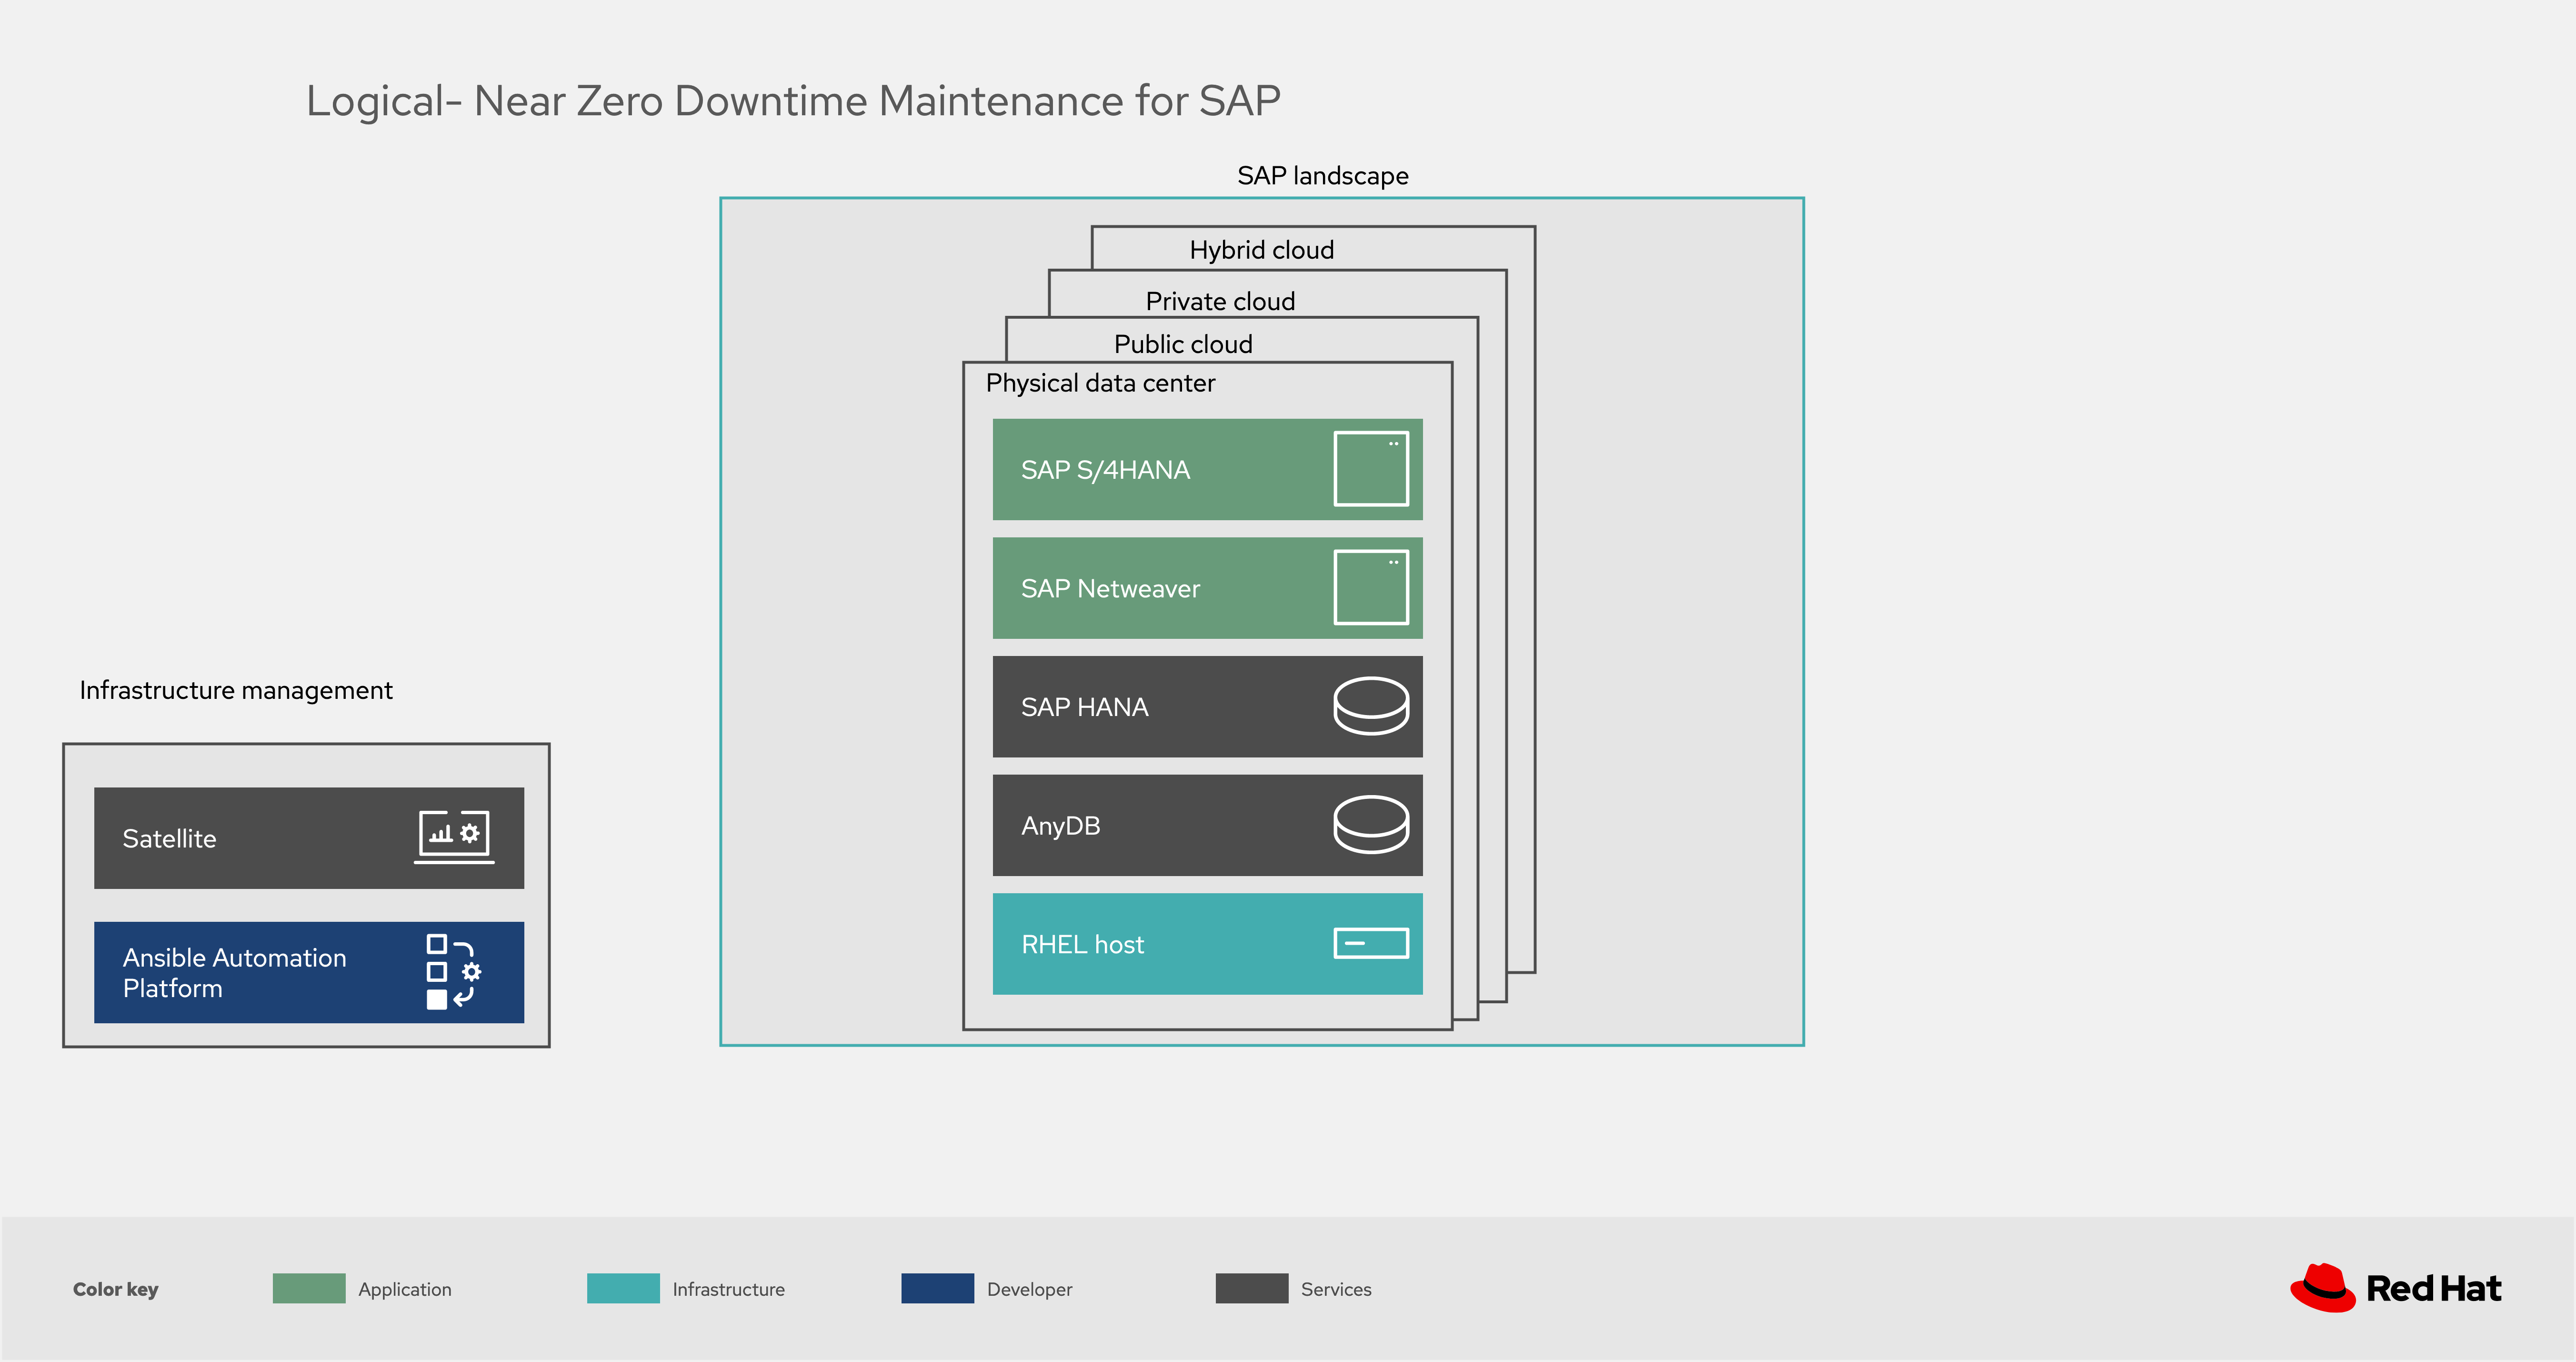 Logical- Near Zero Downtime Maintenance for SAP
SAP landscape
Hybrid cloud
Private cloud
Public cloud
Physical data center
SAP S/4HANA
SAP Netweaver
SAP HANA
AnyDB
RHEL host
Infrastructure management
Satellite
Ansible Automation
Platform
Color key
Application
Infrastructure
Developer
Services
Red Hat